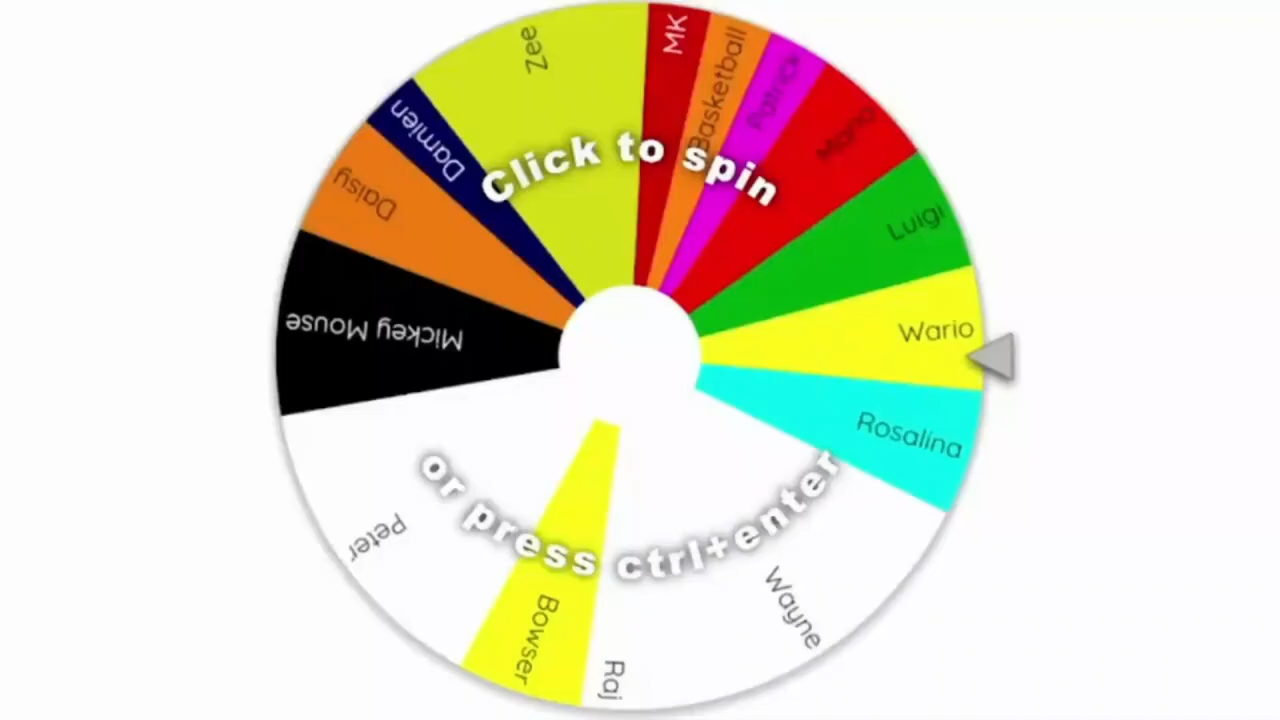 Zee
MK
Basketball
Patrick
Mario
Luigi
Wario
Rosalina
Wayne
Raj
Bowser
Peter
Mickey Mouse
Daisy
Damien
Click to spin
or press ctrl+enter